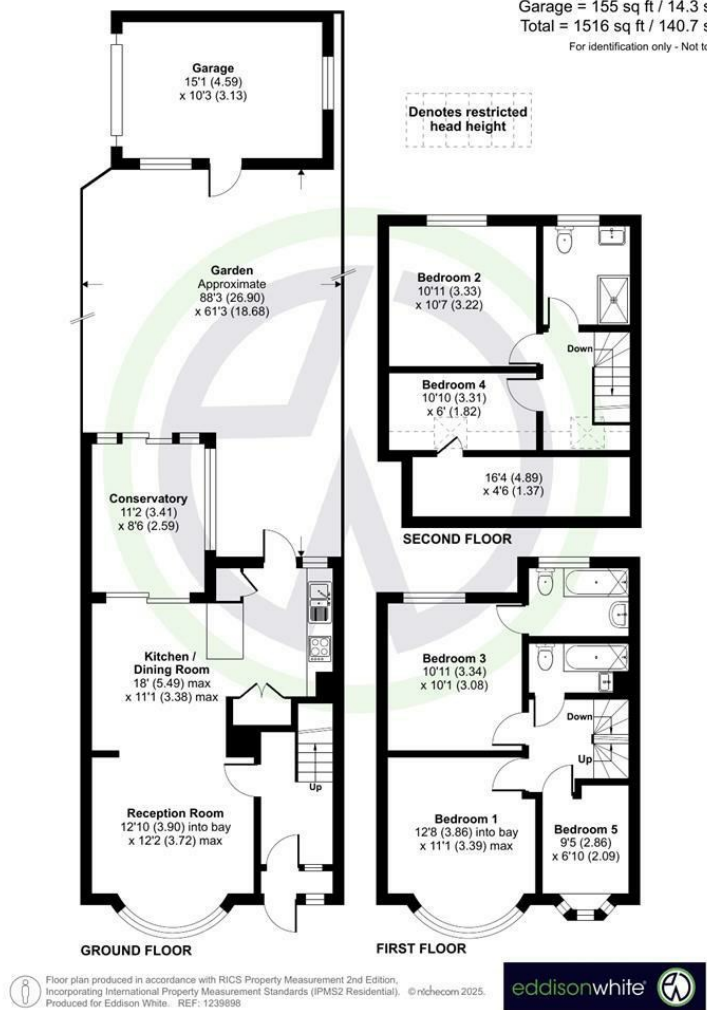 Garage = 155 sq ft / 14.3 s
Total = 1516 sq ft / 140.7 s
For identification only - Not to
Garage
15'1 (4.59)
x 10'3 (3.13)
Denotes restricted
head height
Garden
Approximate
88'3 (26.90)
x 61'3 (18.68)
Bedroom 2
10'11 (3.33)
x 10'7 (3.22)
Down
Bedroom 4
10'10 (3.31)
x 6' (1.82)
16'4 (4.89)
x 4'6 (1.37)
SECOND FLOOR
Conservatory
11'2 (3.41)
x 8'6 (2.59)
Kitchen /
Dining Room
18' (5.49) max
x 11'1 (3.38) max
Up
Reception Room
12'10 (3.90) into bay
x 12'2 (3.72) max
GROUND FLOOR
Bedroom 3
10'11 (3.34)
x 10'1 (3.08)
Down
Up
Bedroom 1
12'8 (3.86) into bay
x 11'1 (3.39) max
Bedroom 5
9'5 (2.86)
x 6'10 (2.09)
FIRST FLOOR
Floor plan produced in accordance with RICS Property Measurement 2nd Edition,
Incorporating International Property Measurement Standards (IPMS2 Residential). ©nichecom 2025.
Produced for Eddison White. REF: 1239898
eddisonwhite